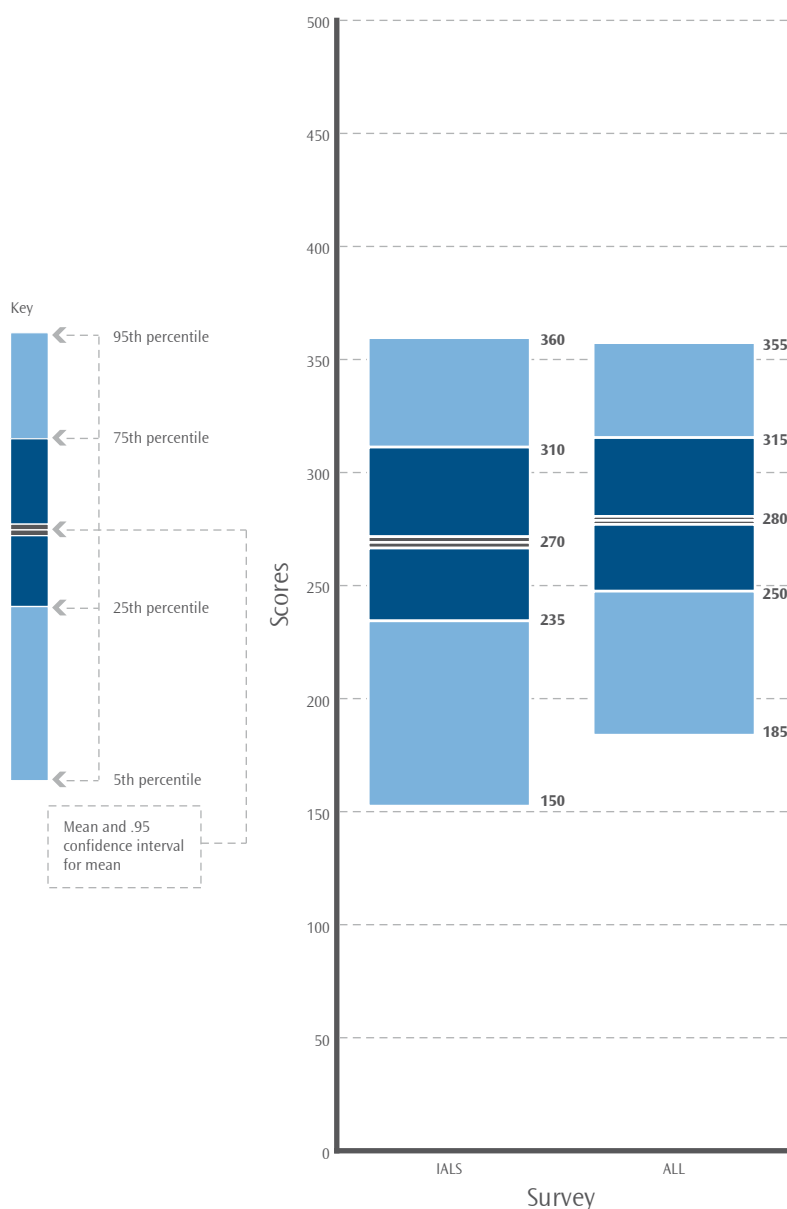 Key
95th percentile
75th percentile
25th percentile
5th percentile
Mean and .95
confidence interval
for mean
Scores
500
450
400
350
300
250
200
150
100
50
0
360
310
270
235
150
355
315
280
250
185
IALS
ALL
Survey